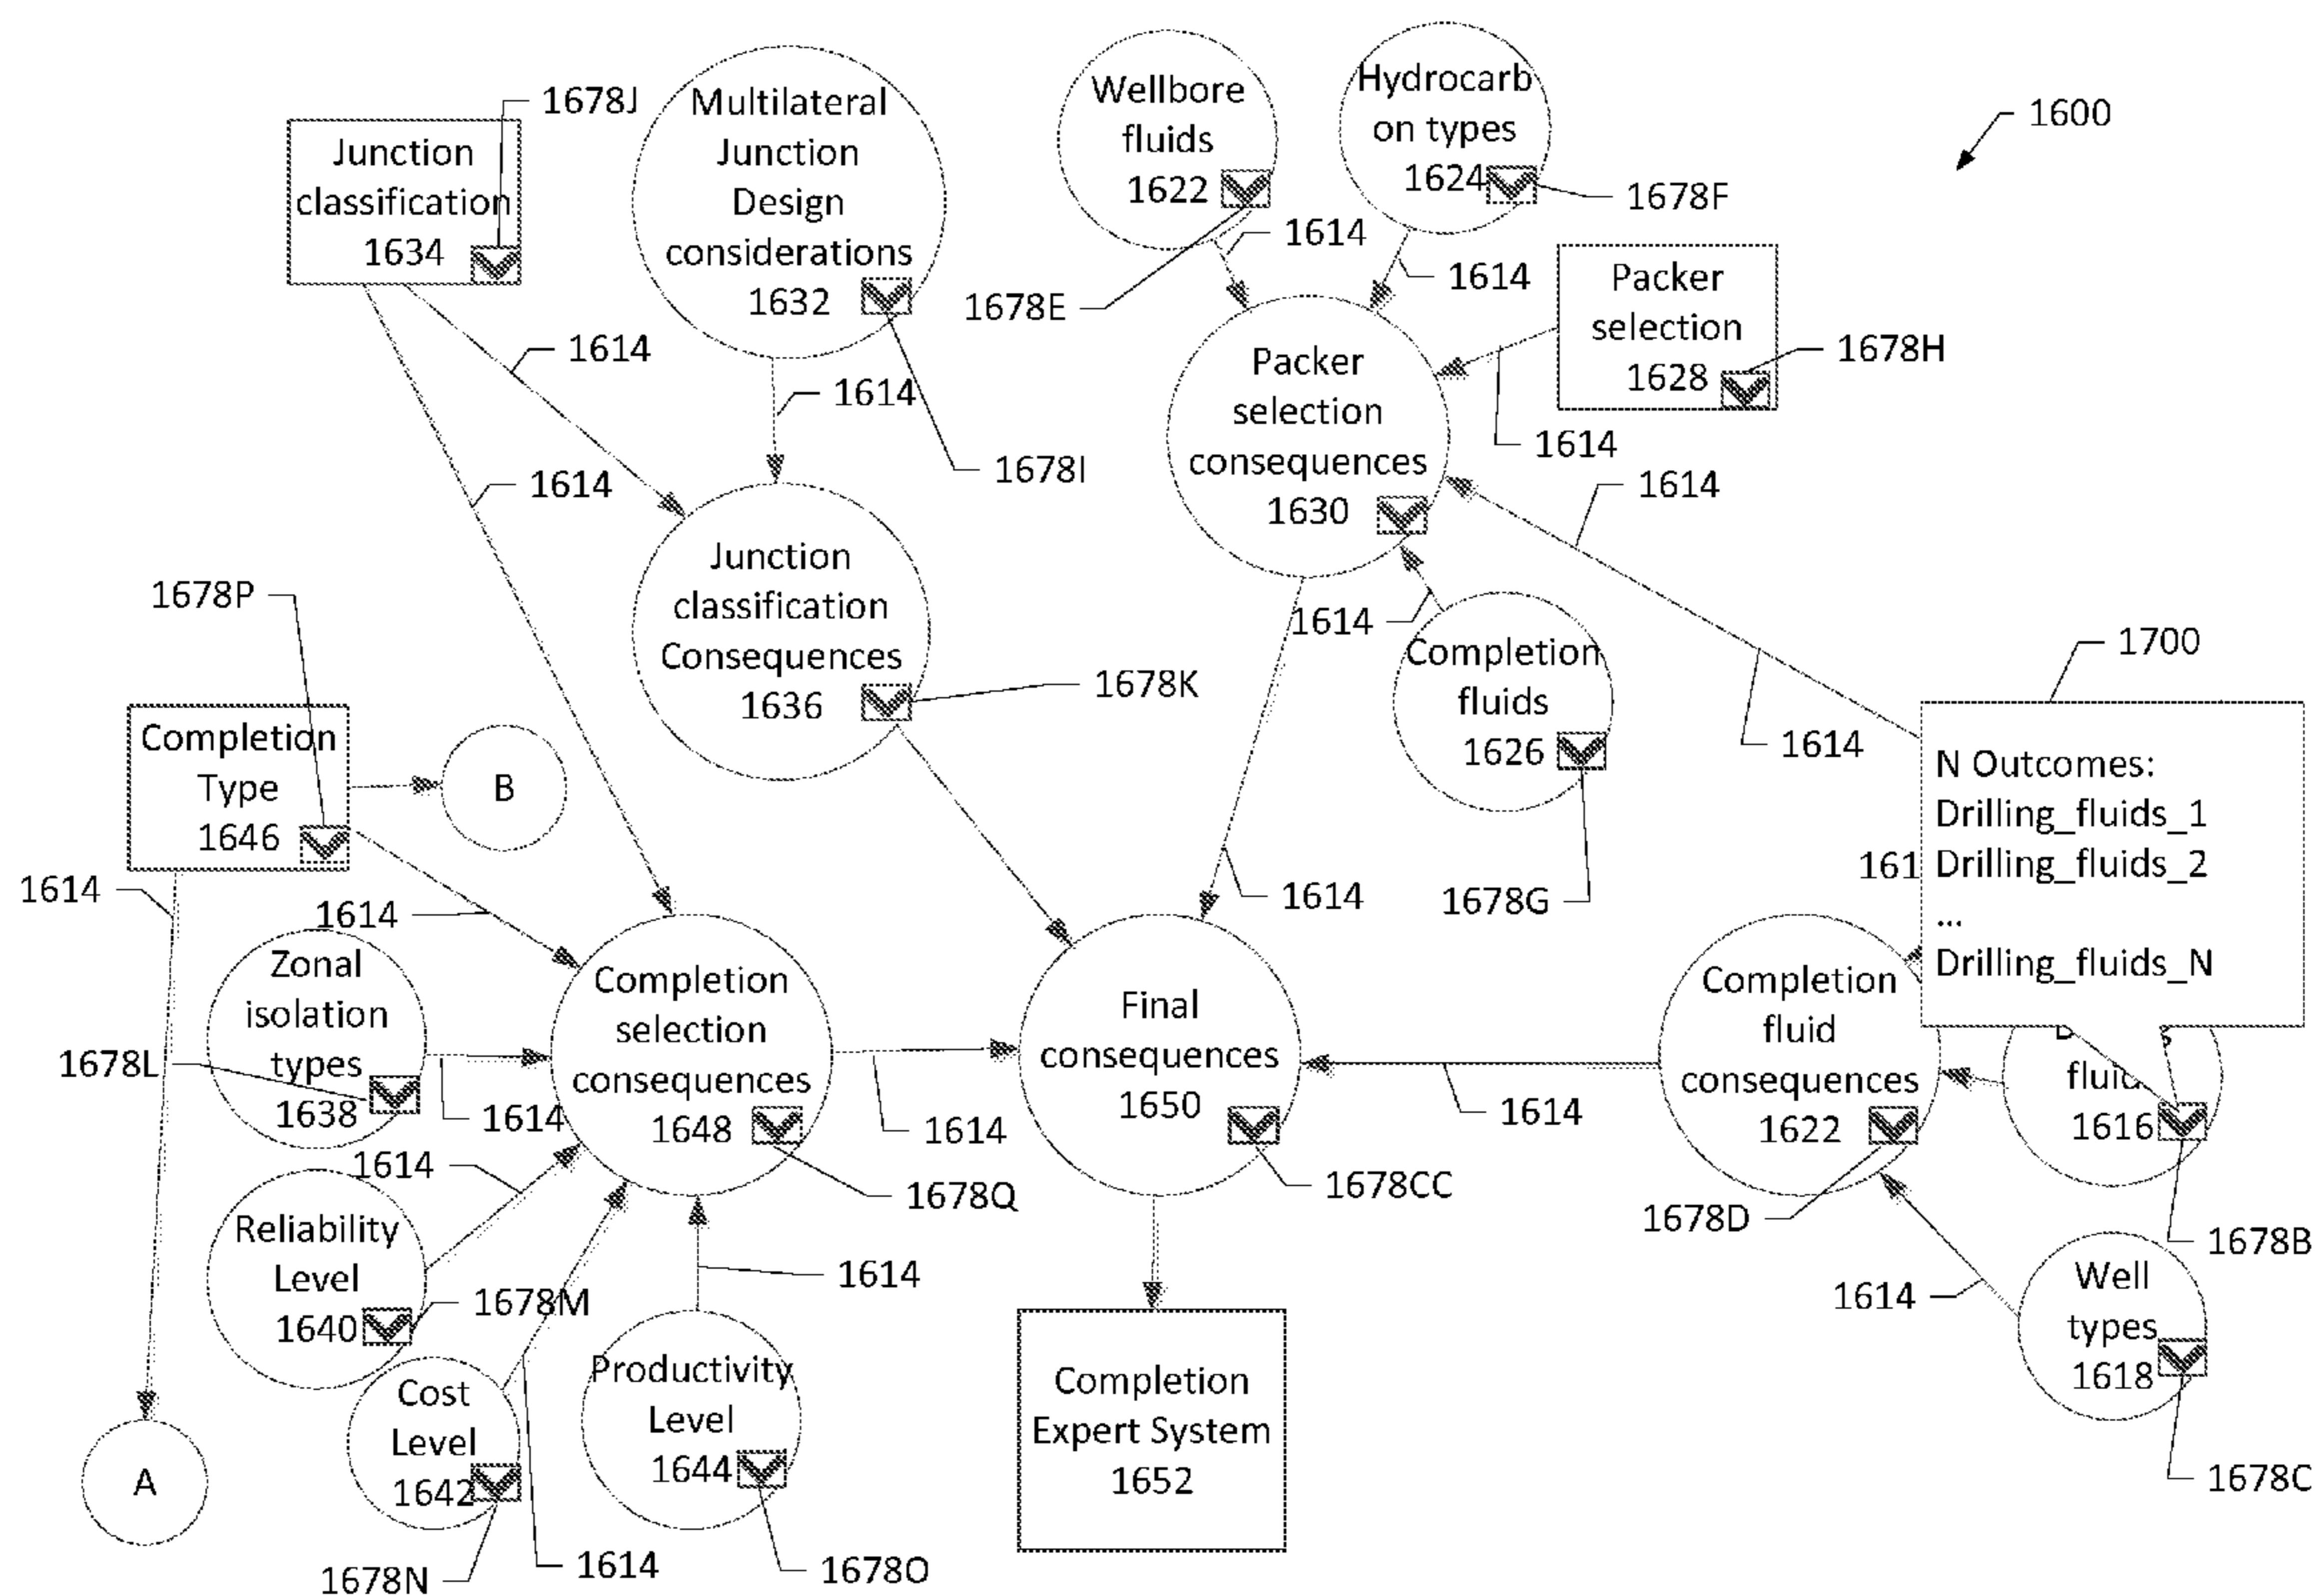 1600
Junction
classification
1634
1678J
Multilateral
Junction
Design
considerations
1632
1678I
Wellbore
fluids
1622
1678E
Hydrocarb
on types
1624
1678F
1614
1614
Packer
selection
1628
1678H
1614
Packer
selection
consequences
1630
1614
1614
1614
1614
1614
Junction
classification
Consequences
1636
1678K
1614
Completion
fluids
1626
1678G
1614
1700
N Outcomes:
Drilling_fluids_1
Drilling_fluids_2
...
Drilling_fluids_N
161
1678P
Completion
Type
1646
B
1614
1614
Zonal
isolation
types
1638
1678L
1614
Completion
selection
consequences
1648
1678Q
1614
Final
consequences
1650
1678CC
1614
Completion
fluid
consequences
1622
1678D
fluid
1616
1678B
1614
Reliability
Level
1640
1678M
1614
1614
Well
types
1618
1678C
A
Cost
Level
1642
1678N
1614
Productivity
Level
1644
1678O
Completion
Expert System
1652